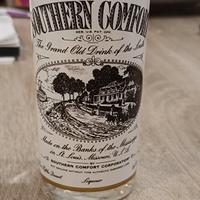 SOUTHERN COMFORT
REG. U.S. PAT. OFF.
The Grand Old Drink of the South
Made on the Banks of the Mississippi
in St. Louis, Missouri, U.S.A.
SOUTHERN COMFORT CORPORATION
Liqueur